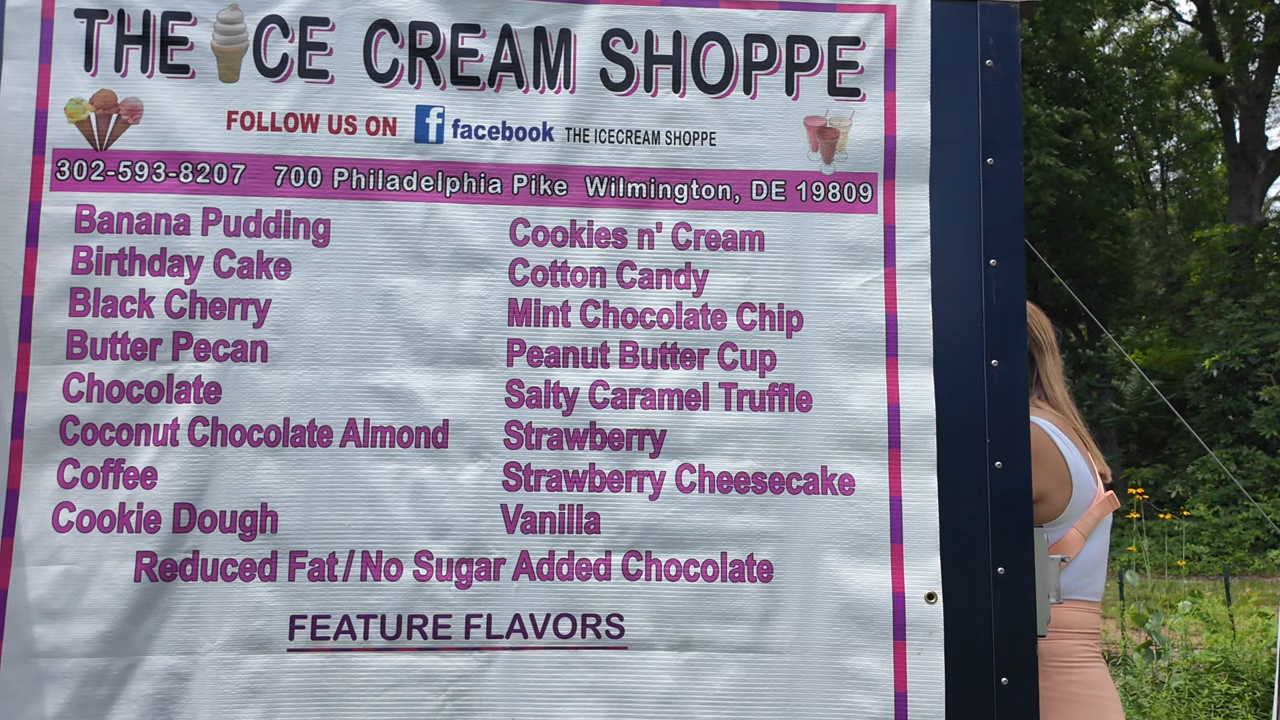 THE ICE CREAM SHOPPE
FOLLOW US ON f facebook THE ICECREAM SHOPPE
302-593-8207 700 Philadelphia Pike Wilmington, DE 19809
Banana Pudding
Birthday Cake
Black Cherry
Butter Pecan
Chocolate
Coconut Chocolate Almond
Coffee
Cookie Dough
Cookies n' Cream
Cotton Candy
Mint Chocolate Chip
Peanut Butter Cup
Salty Caramel Truffle
Strawberry
Strawberry Cheesecake
Vanilla
Reduced Fat/No Sugar Added Chocolate
FEATURE FLAVORS